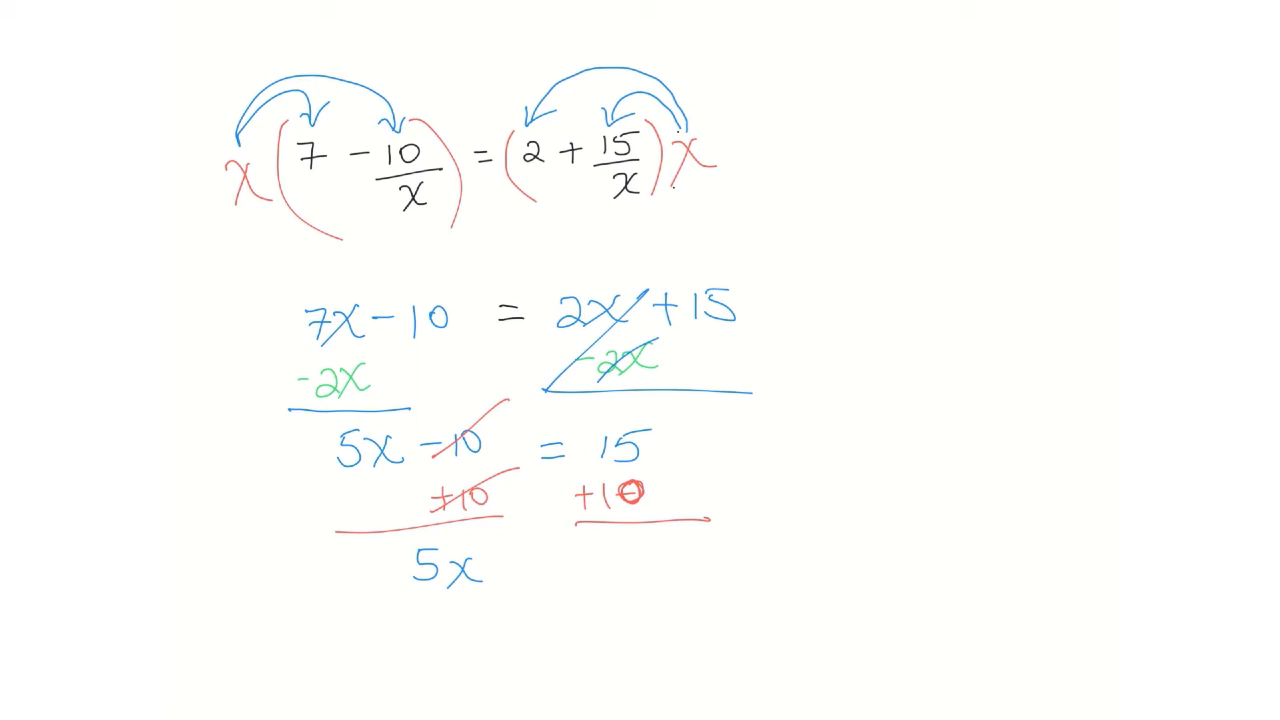 x(7 - 10/x) = (2 + 15/x)x
7x - 10 = 2x + 15
-2x -2x
5x - 10 = 15
+10 +10
5x